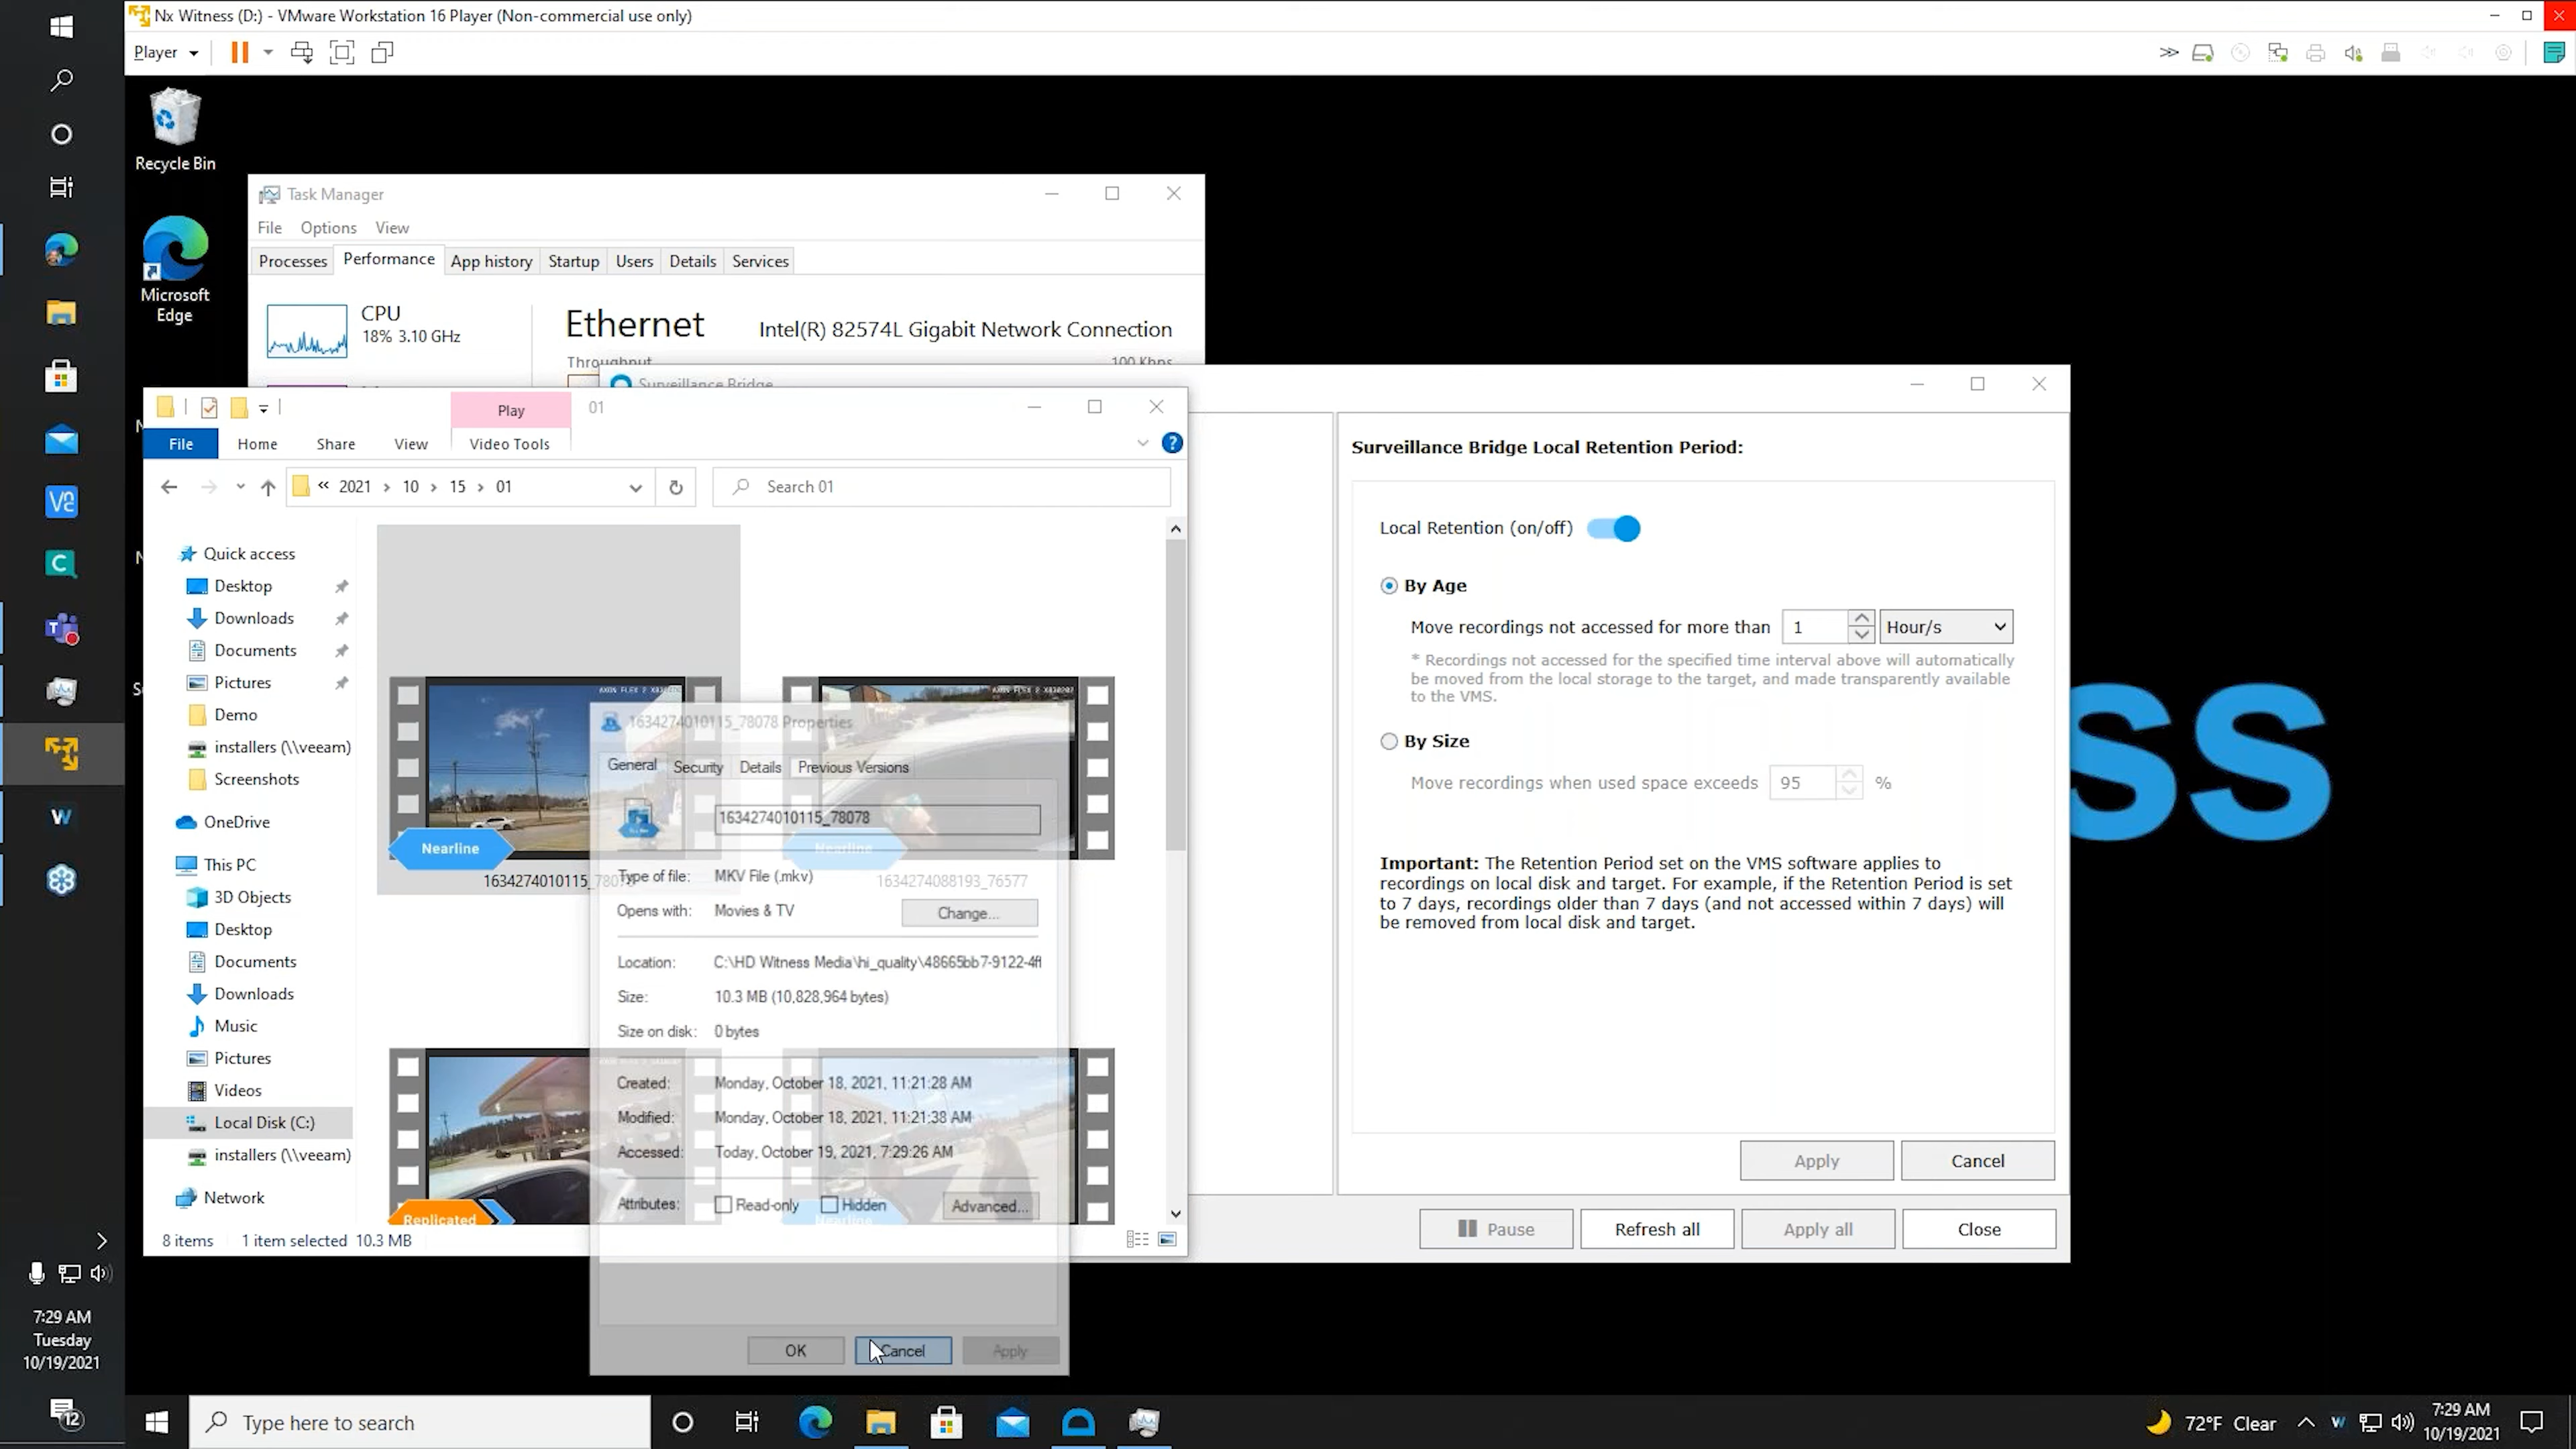 Nx Witness (D:) - VMware Workstation 16 Player (Non-commercial use only)
Player
Recycle Bin
Microsoft
Edge
Task Manager
File Options View
Processes Performance App history Startup Users Details Services
CPU
18% 3.10 GHz
Ethernet
Intel(R) 82574L Gigabit Network Connection
Throughput
100 Kbps
Surveillance Bridge
Play
01
File Home Share View Video Tools
« 2021 › 10 › 15 › 01
Search 01
Quick access
Desktop
Downloads
Documents
Pictures
Demo
installers (\\veeam)
Screenshots
OneDrive
This PC
3D Objects
Desktop
Documents
Downloads
Music
Pictures
Videos
Local Disk (C:)
installers (\\veeam)
Network
Nearline
1634274010115_78078
Nearline
1634274088193_76577
Replicated
Nearline
8 items 1 item selected 10.3 MB
1634274010115_78078 Properties
General Security Details Previous Versions
1634274010115_78078
Type of file: MKV File (.mkv)
Opens with: Movies & TV Change...
Location: C:\HD Witness Media\hi_quality\48665bb7-9122-4ff
Size: 10.3 MB (10,828,964 bytes)
Size on disk: 0 bytes
Created: Monday, October 18, 2021, 11:21:28 AM
Modified: Monday, October 18, 2021, 11:21:38 AM
Accessed: Today, October 19, 2021, 7:29:26 AM
Attributes: Read-only Hidden Advanced...
OK Cancel Apply
Surveillance Bridge Local Retention Period:
Local Retention (on/off)
By Age
Move recordings not accessed for more than 1 Hour/s
* Recordings not accessed for the specified time interval above will automatically
be moved from the local storage to the target, and made transparently available
to the VMS.
By Size
Move recordings when used space exceeds 95 %
Important: The Retention Period set on the VMS software applies to
recordings on local disk and target. For example, if the Retention Period is set
to 7 days, recordings older than 7 days (and not accessed within 7 days) will
be removed from local disk and target.
Apply Cancel
Pause Refresh all Apply all Close
ss
7:29 AM
Tuesday
10/19/2021
12
Type here to search
72°F Clear
7:29 AM
10/19/2021